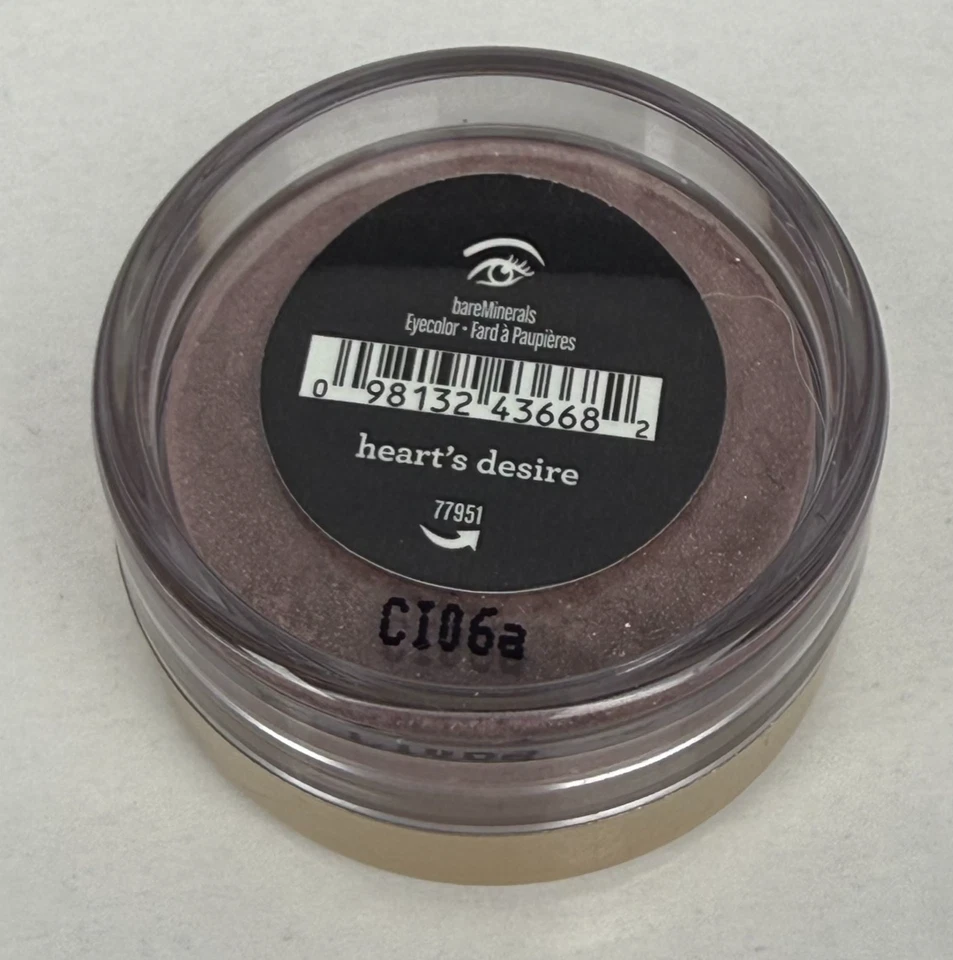 bareMinerals
Eyecolor • Fard à Paupières
0 98132 43668 2
heart's desire
77951
CI06a